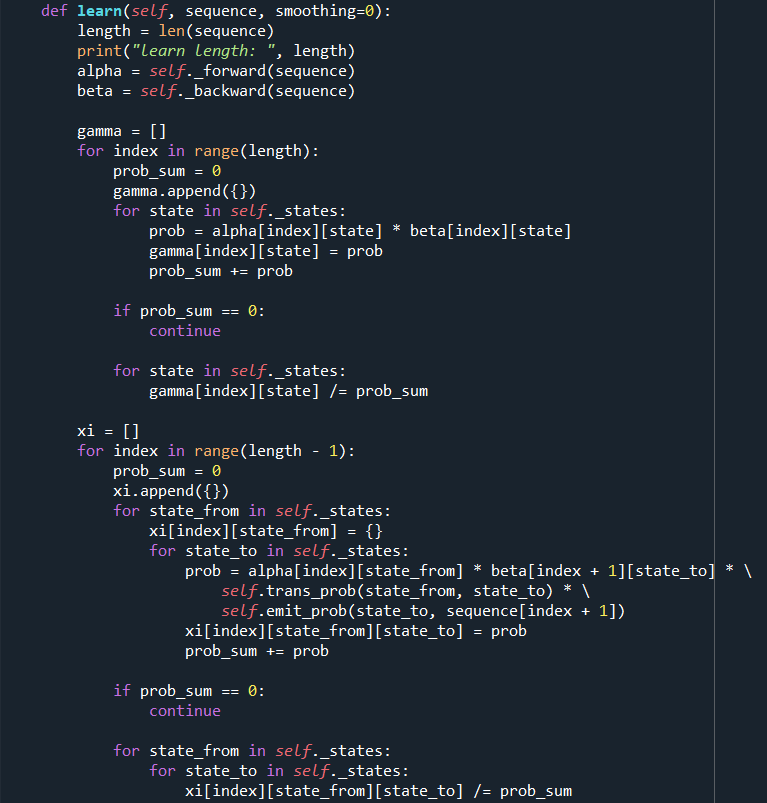 def learn(self, sequence, smoothing=0):
    length = len(sequence)
    print("learn length: ", length)
    alpha = self._forward(sequence)
    beta = self._backward(sequence)

    gamma = []
    for index in range(length):
        prob_sum = 0
        gamma.append({})
        for state in self._states:
            prob = alpha[index][state] * beta[index][state]
            gamma[index][state] = prob
            prob_sum += prob

        if prob_sum == 0:
            continue

        for state in self._states:
            gamma[index][state] /= prob_sum

    xi = []
    for index in range(length - 1):
        prob_sum = 0
        xi.append({})
        for state_from in self._states:
            xi[index][state_from] = {}
            for state_to in self._states:
                prob = alpha[index][state_from] * beta[index + 1][state_to] * \
                    self.trans_prob(state_from, state_to) * \
                    self.emit_prob(state_to, sequence[index + 1])
                xi[index][state_from][state_to] = prob
                prob_sum += prob

        if prob_sum == 0:
            continue

        for state_from in self._states:
            for state_to in self._states:
                xi[index][state_from][state_to] /= prob_sum